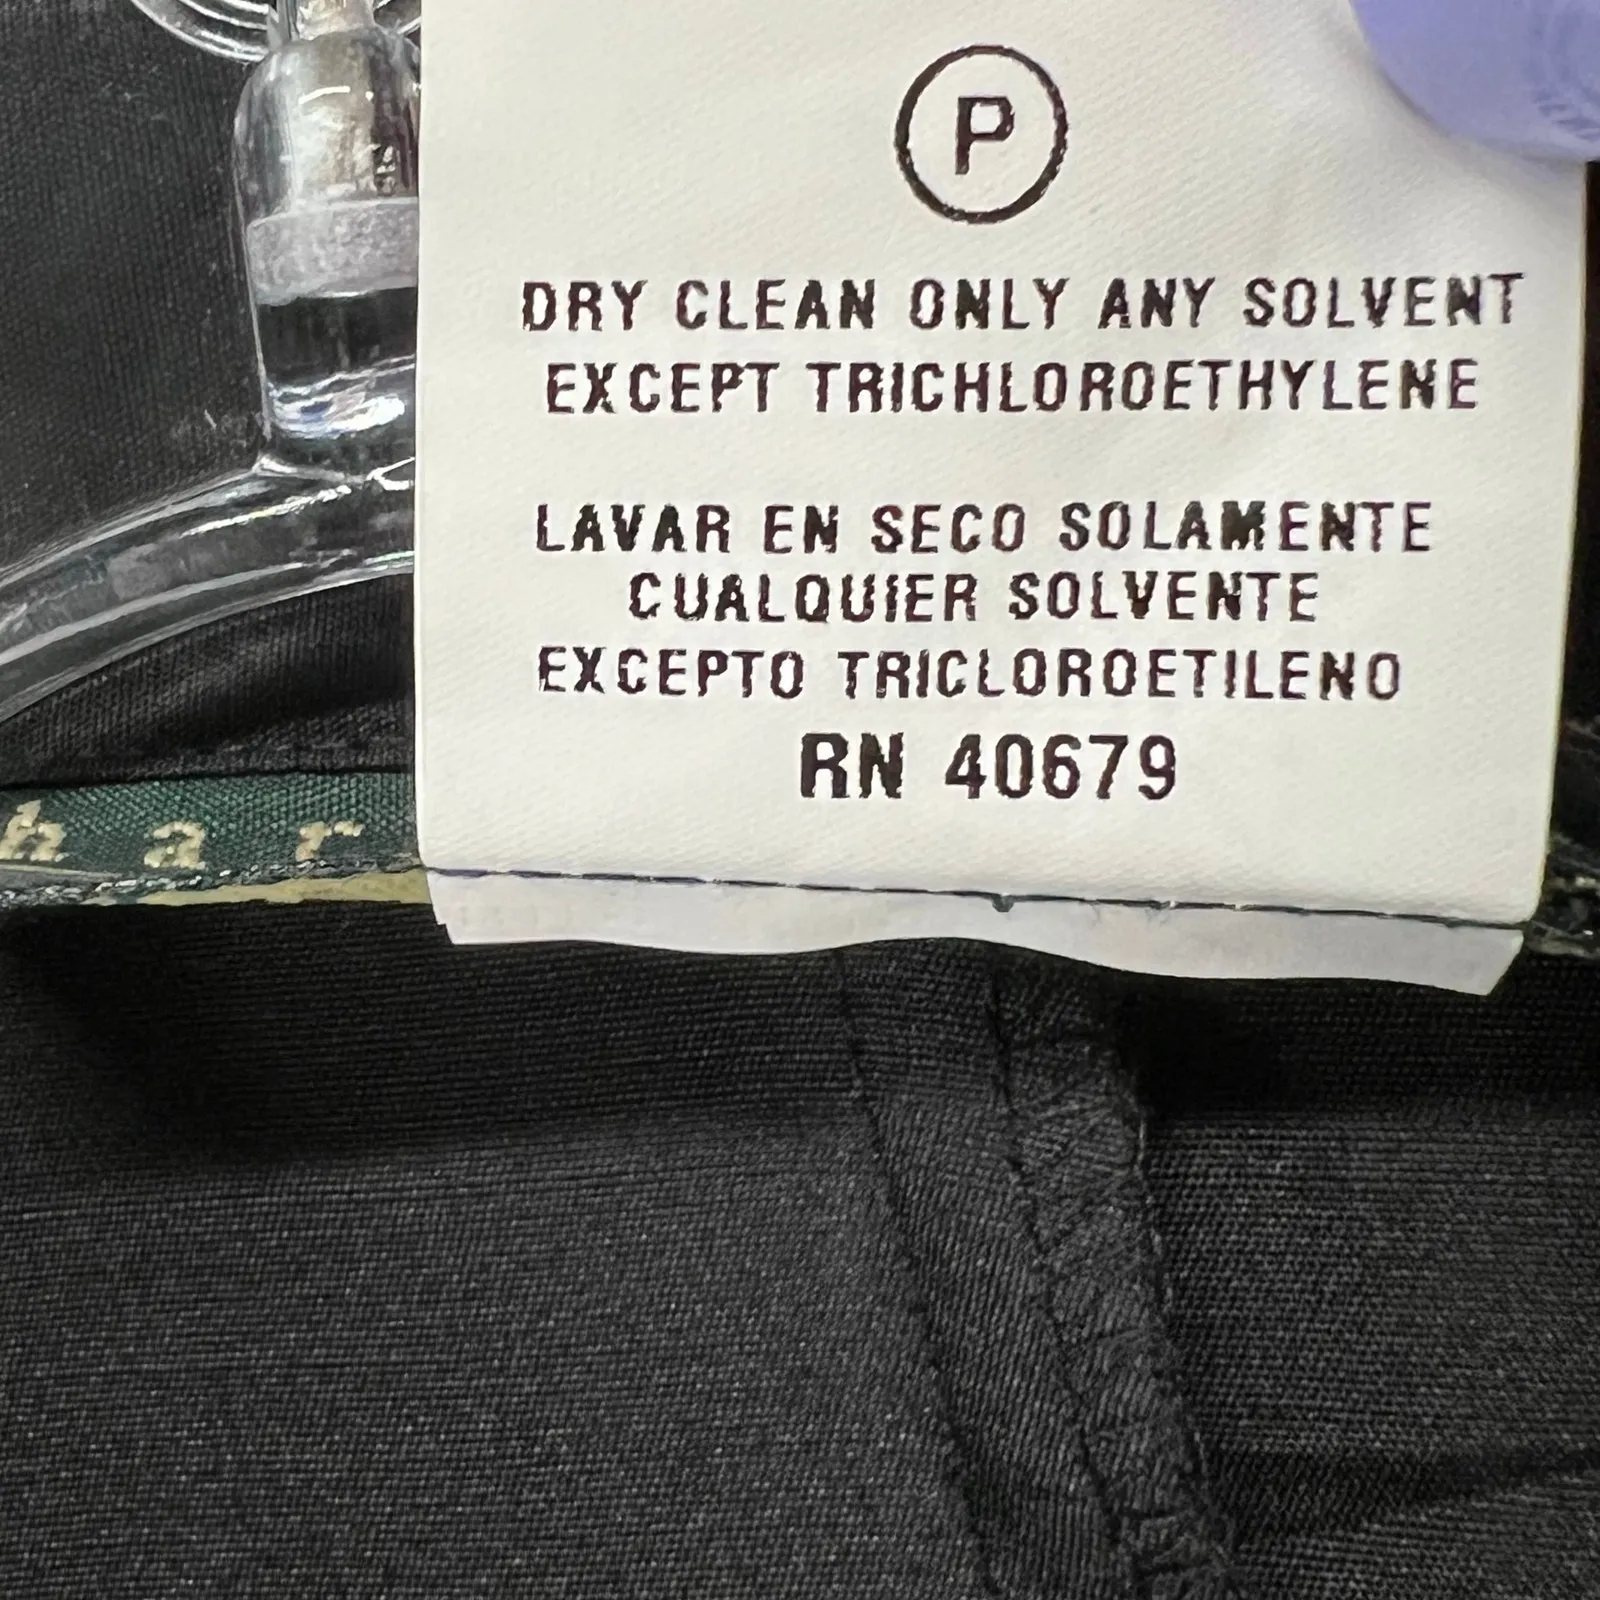 P
DRY CLEAN ONLY ANY SOLVENT
EXCEPT TRICHLOROETHYLENE
LAVAR EN SECO SOLAMENTE
CUALQUIER SOLVENTE
EXCEPTO TRICLOROETILENO
RN 40679
har